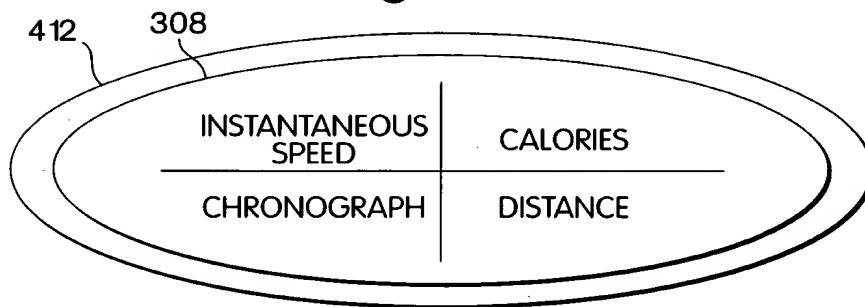 412
308
INSTANTANEOUS
SPEED
CALORIES
CHRONOGRAPH
DISTANCE